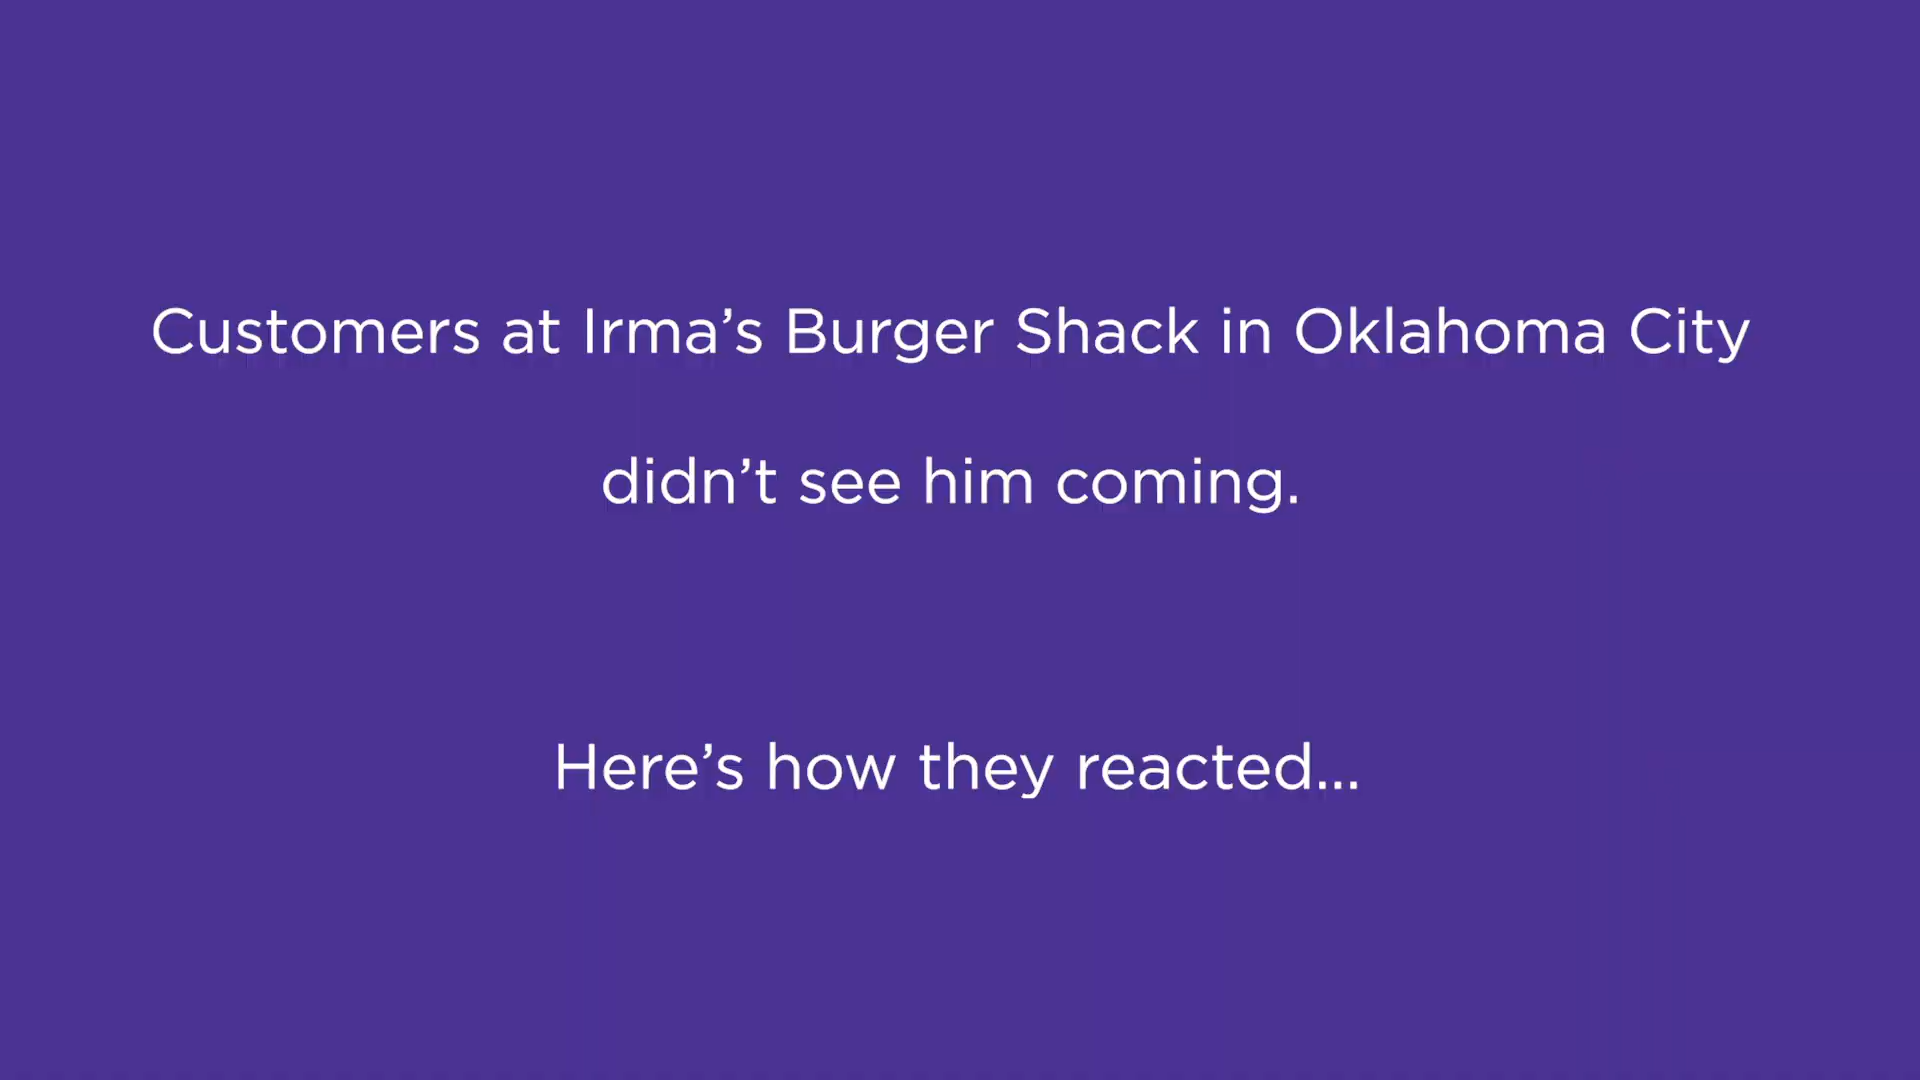 Customers at Irma’s Burger Shack in Oklahoma City
didn’t see him coming.
Here’s how they reacted...